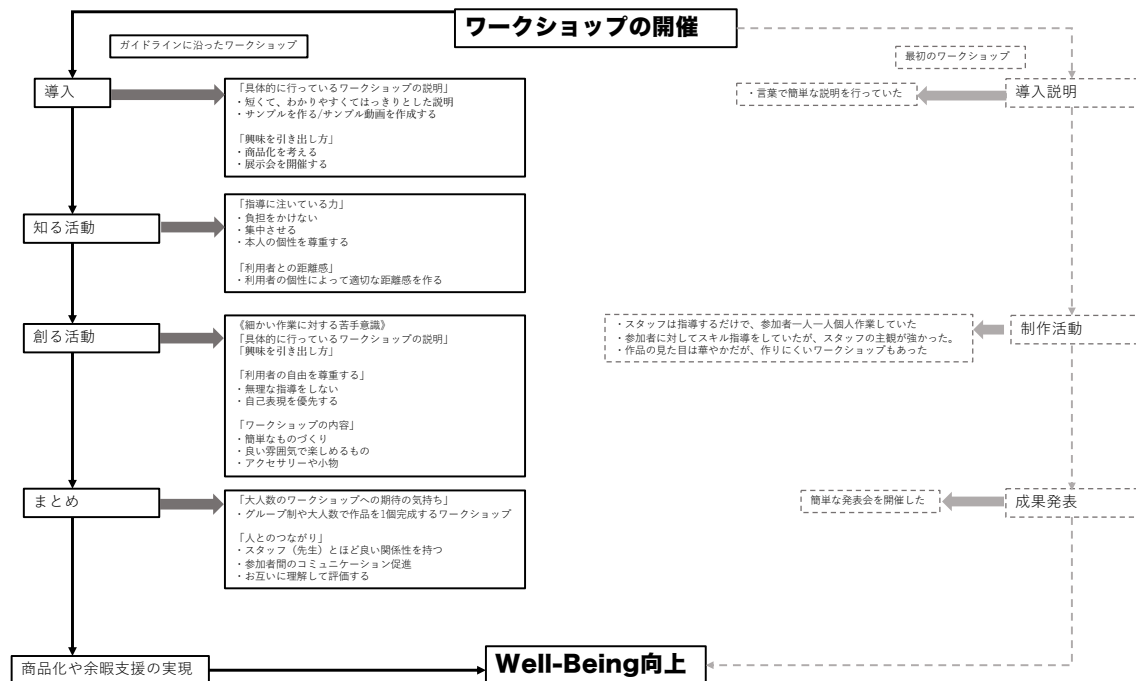 ワークショップの開催
ガイドラインに沿ったワークショップ
導入
「具体的に行っているワークショップの説明」
・短くて、わかりやすくてはっきりとした説明
・サンプルを作る/サンプル動画を作成する
「興味を引き出し方」
・商品化を考える
・展示会を開催する
知る活動
「指導に注いている力」
・負担をかけない
・集中させる
・本人の個性を尊重する
「利用者との距離感」
・利用者の個性によって適切な距離感を作る
創る活動
《細かい作業に対する苦手意識》
「具体的に行っているワークショップの説明」
「興味を引き出し方」
「利用者の自由を尊重する」
・無理な指導をしない
・自己表現を優先する
「ワークショップの内容」
・簡単なものづくり
・良い雰囲気で楽しめるもの
・アクセサリーや小物
まとめ
「大人数のワークショップへの期待の気持ち」
・グループ制や大人数で作品を1個完成するワークショップ
「人とのつながり」
・スタッフ（先生）とほど良い関係性を持つ
・参加者間のコミュニケーション促進
・お互いに理解して評価する
商品化や余暇支援の実現
最初のワークショップ
導入説明
・言葉で簡単な説明を行っていた
制作活動
・スタッフは指導するだけで、参加者一人一人個人作業していた
・参加者に対してスキル指導をしていたが、スタッフの主観が強かった。
・作品の見た目は華やかだが、作りにくいワークショップもあった
成果発表
簡単な発表会を開催した
Well-Being向上